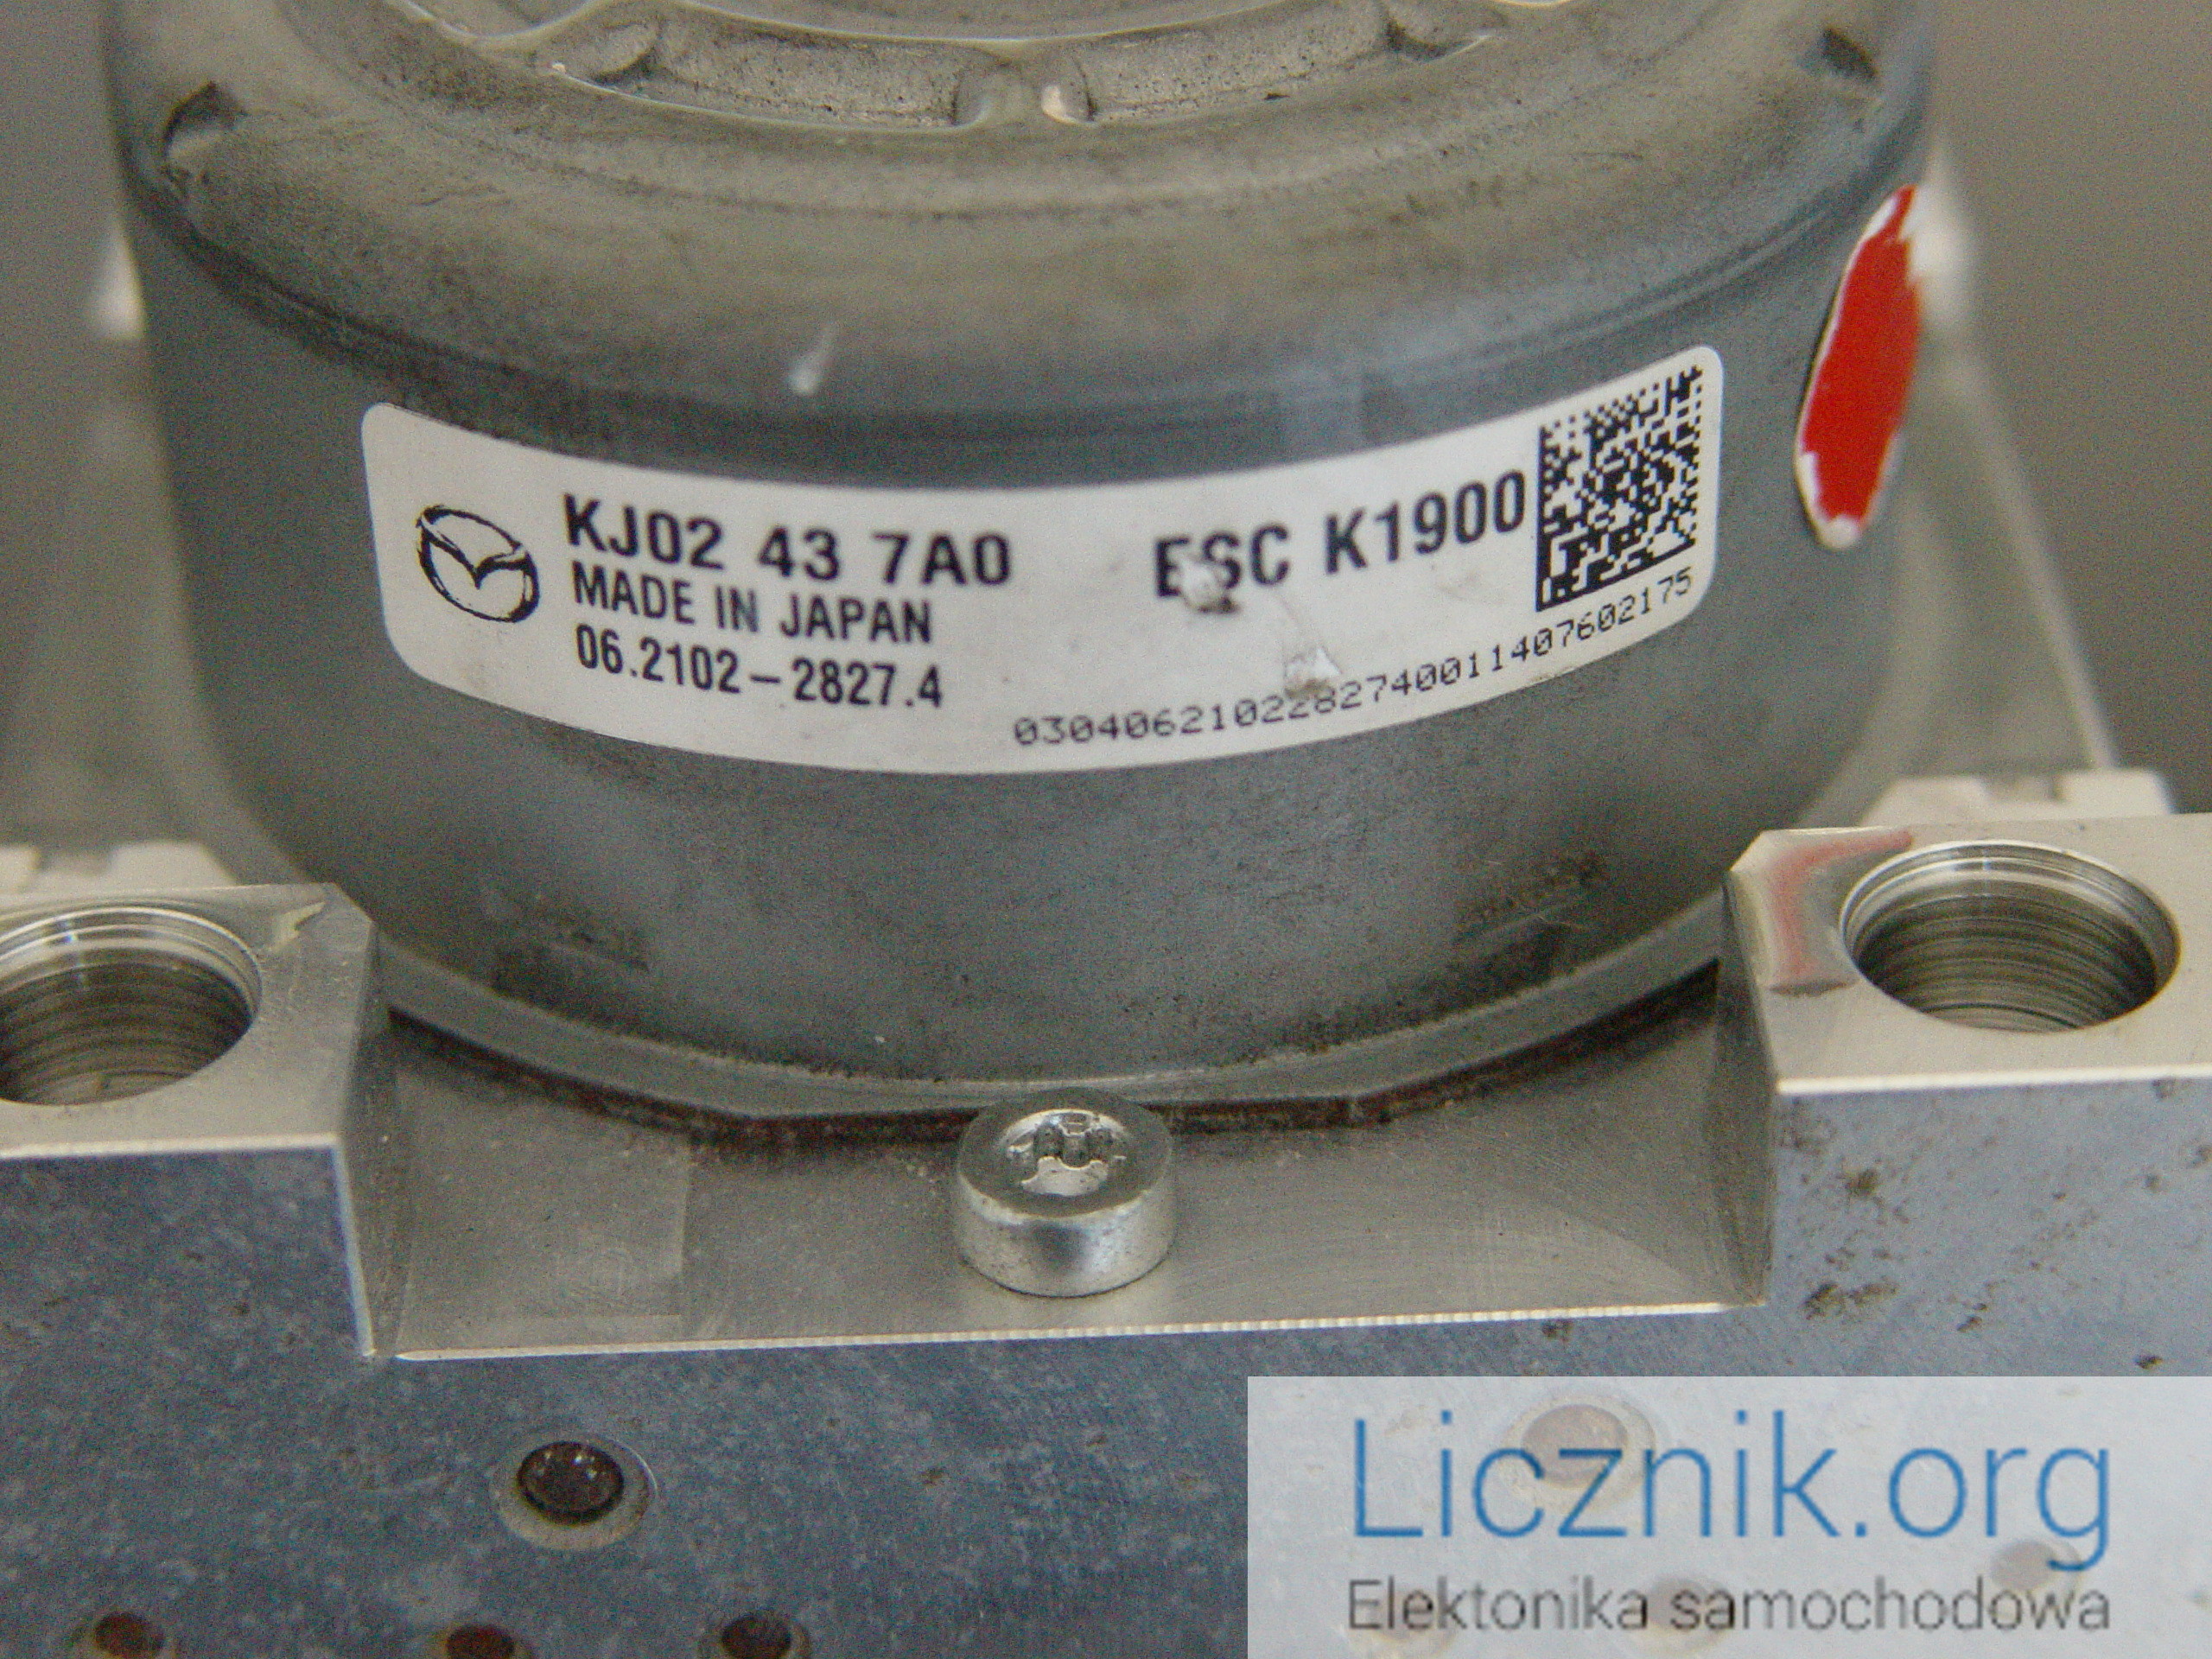 KJ02 43 7A0 ESC K1900
MADE IN JAPAN
06.2102-2827.4
0304062102282740011407602175
Licznik.org
Elektonika samochodowa